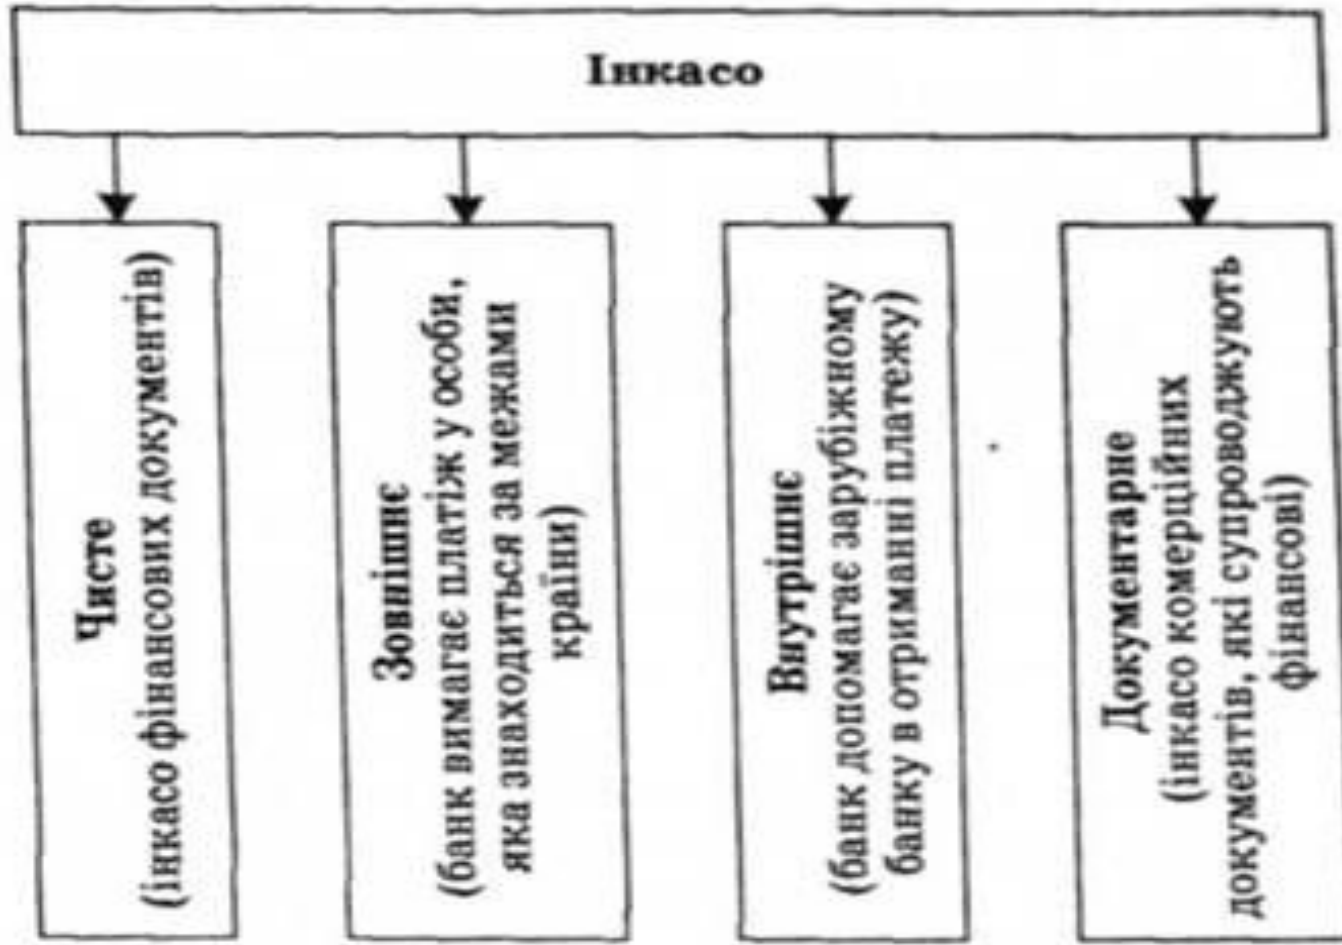 Інкасо
Чисте
(інкасо фінансових документів)
Зовнішнє
(банк вимагає платіж у особи,
яка знаходиться за межами
країни)
Внутрішнє
(банк допомагає зарубіжному
банку в отриманні платежу)
Документарне
(інкасо комерційних
документів, які супроводжують
фінансові)